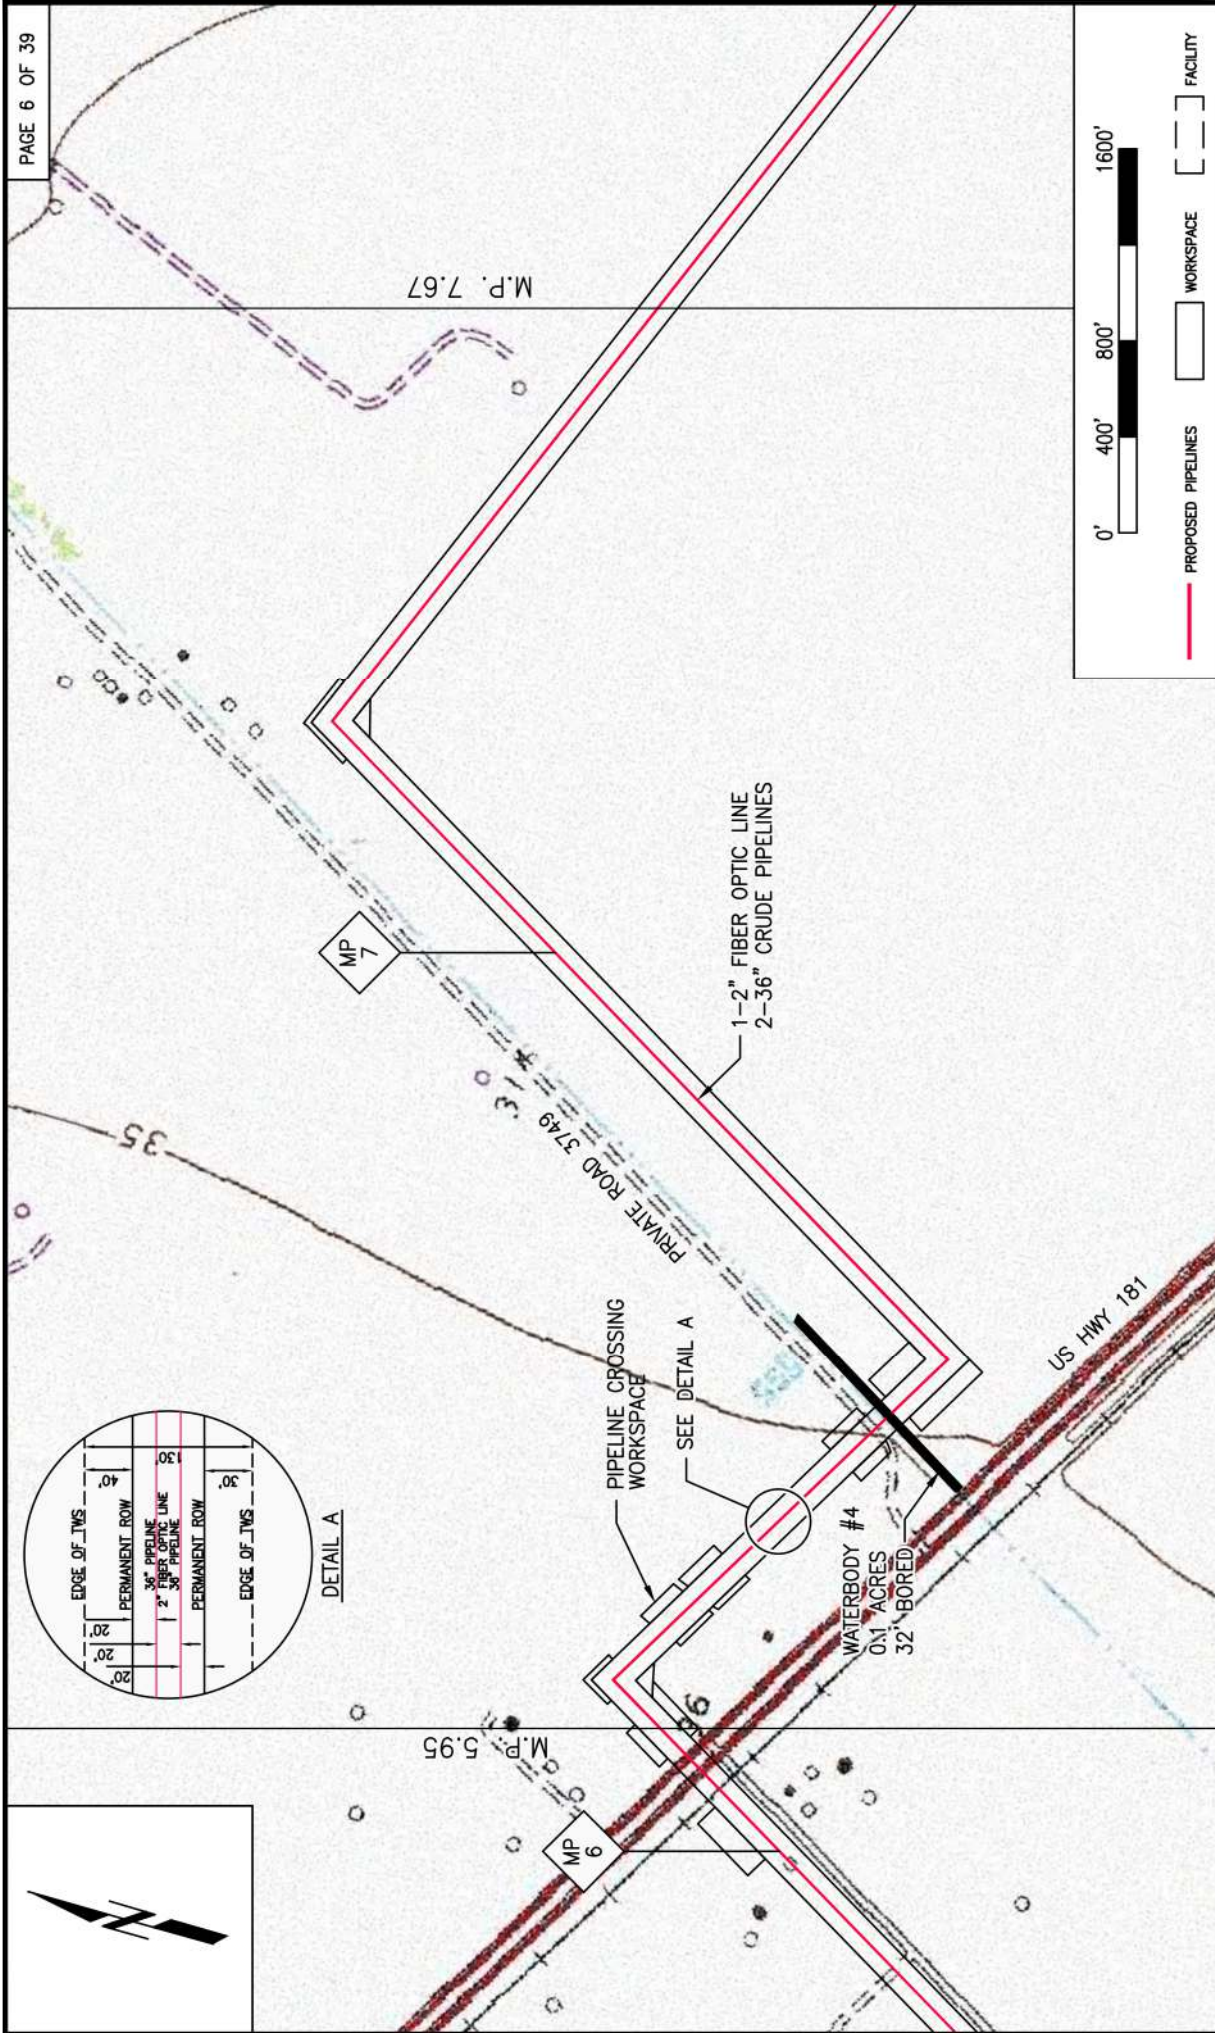 PAGE 6 OF 39
EDGE OF TWS
PERMANENT ROW
36" PIPELINE
2" FIBER OPTIC LINE
36" PIPELINE
PERMANENT ROW
EDGE OF TWS
20'
20'
20'
40'
130'
30'
DETAIL A
M.P. 5.95
M.P. 7.67
MP
6
MP
7
35
31
36
PRIVATE ROAD 3749
PIPELINE CROSSING
WORKSPACE
SEE DETAIL A
1-2" FIBER OPTIC LINE
2-36" CRUDE PIPELINES
WATERBODY #4
0.1 ACRES
32' BORED
US HWY 181
0' 400' 800' 1600'
PROPOSED PIPELINES
WORKSPACE
FACILITY